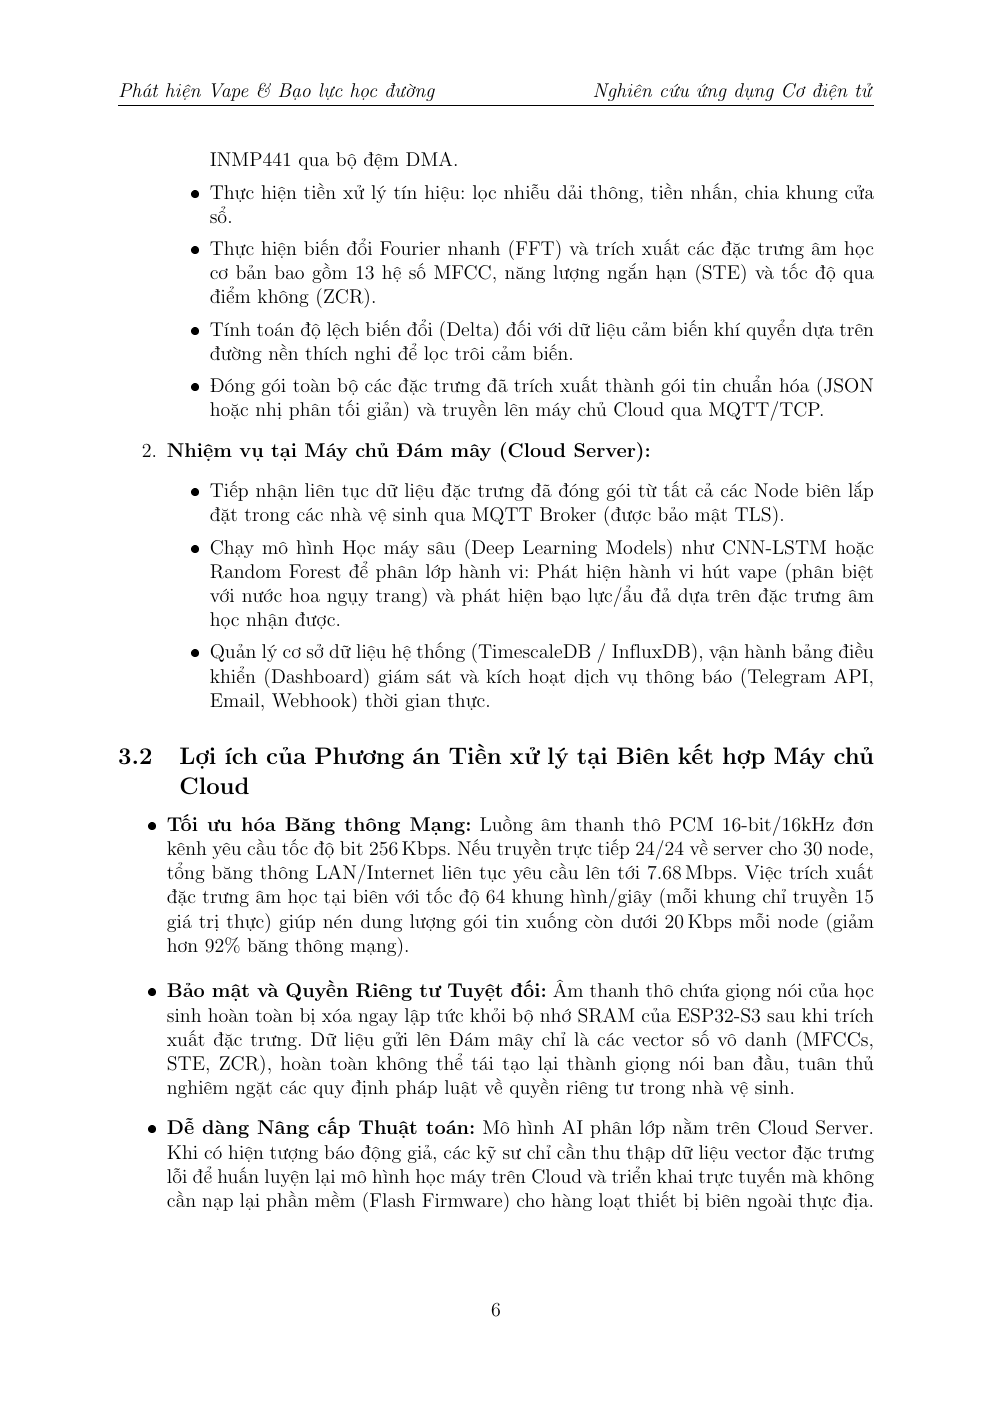 Phát hiện Vape & Bạo lực học đường Nghiên cứu ứng dụng Cơ điện tử
INMP441 qua bộ đệm DMA.
• Thực hiện tiền xử lý tín hiệu: lọc nhiễu dải thông, tiền nhấn, chia khung cửa
sổ.
• Thực hiện biến đổi Fourier nhanh (FFT) và trích xuất các đặc trưng âm học
cơ bản bao gồm 13 hệ số MFCC, năng lượng ngắn hạn (STE) và tốc độ qua
điểm không (ZCR).
• Tính toán độ lệch biến đổi (Delta) đối với dữ liệu cảm biến khí quyển dựa trên
đường nền thích nghi để lọc trôi cảm biến.
• Đóng gói toàn bộ các đặc trưng đã trích xuất thành gói tin chuẩn hóa (JSON
hoặc nhị phân tối giản) và truyền lên máy chủ Cloud qua MQTT/TCP.
2. Nhiệm vụ tại Máy chủ Đám mây (Cloud Server):
• Tiếp nhận liên tục dữ liệu đặc trưng đã đóng gói từ tất cả các Node biên lắp
đặt trong các nhà vệ sinh qua MQTT Broker (được bảo mật TLS).
• Chạy mô hình Học máy sâu (Deep Learning Models) như CNN-LSTM hoặc
Random Forest để phân lớp hành vi: Phát hiện hành vi hút vape (phân biệt
với nước hoa ngụy trang) và phát hiện bạo lực/ẩu đả dựa trên đặc trưng âm
học nhận được.
• Quản lý cơ sở dữ liệu hệ thống (TimescaleDB / InfluxDB), vận hành bảng điều
khiển (Dashboard) giám sát và kích hoạt dịch vụ thông báo (Telegram API,
Email, Webhook) thời gian thực.
3.2 Lợi ích của Phương án Tiền xử lý tại Biên kết hợp Máy chủ
Cloud
• Tối ưu hóa Băng thông Mạng: Luồng âm thanh thô PCM 16-bit/16kHz đơn
kênh yêu cầu tốc độ bit 256 Kbps. Nếu truyền trực tiếp 24/24 về server cho 30 node,
tổng băng thông LAN/Internet liên tục yêu cầu lên tới 7.68 Mbps. Việc trích xuất
đặc trưng âm học tại biên với tốc độ 64 khung hình/giây (mỗi khung chỉ truyền 15
giá trị thực) giúp nén dung lượng gói tin xuống còn dưới 20 Kbps mỗi node (giảm
hơn 92% băng thông mạng).
• Bảo mật và Quyền Riêng tư Tuyệt đối: Âm thanh thô chứa giọng nói của học
sinh hoàn toàn bị xóa ngay lập tức khỏi bộ nhớ SRAM của ESP32-S3 sau khi trích
xuất đặc trưng. Dữ liệu gửi lên Đám mây chỉ là các vector số vô danh (MFCCs,
STE, ZCR), hoàn toàn không thể tái tạo lại thành giọng nói ban đầu, tuân thủ
nghiêm ngặt các quy định pháp luật về quyền riêng tư trong nhà vệ sinh.
• Dễ dàng Nâng cấp Thuật toán: Mô hình AI phân lớp nằm trên Cloud Server.
Khi có hiện tượng báo động giả, các kỹ sư chỉ cần thu thập dữ liệu vector đặc trưng
lỗi để huấn luyện lại mô hình học máy trên Cloud và triển khai trực tuyến mà không
cần nạp lại phần mềm (Flash Firmware) cho hàng loạt thiết bị biên ngoài thực địa.
6